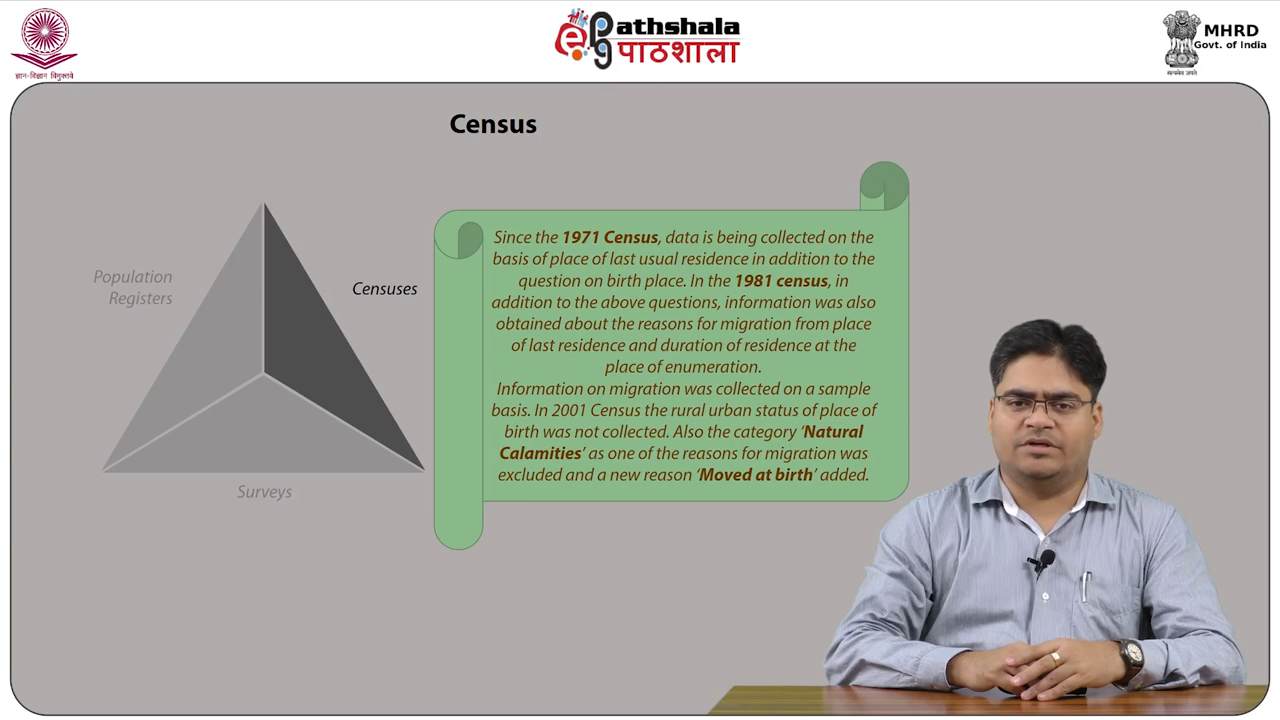 ज्ञान-विज्ञान विमुक्तये
ePathshala
पाठशाला
MHRD
Govt. of India
सत्यमेव जयते
Census
Population
Registers
Censuses
Surveys
Since the 1971 Census, data is being collected on the
basis of place of last usual residence in addition to the
question on birth place. In the 1981 census, in
addition to the above questions, information was also
obtained about the reasons for migration from place
of last residence and duration of residence at the
place of enumeration.
Information on migration was collected on a sample
basis. In 2001 Census the rural urban status of place of
birth was not collected. Also the category ‘Natural
Calamities’ as one of the reasons for migration was
excluded and a new reason ‘Moved at birth’ added.